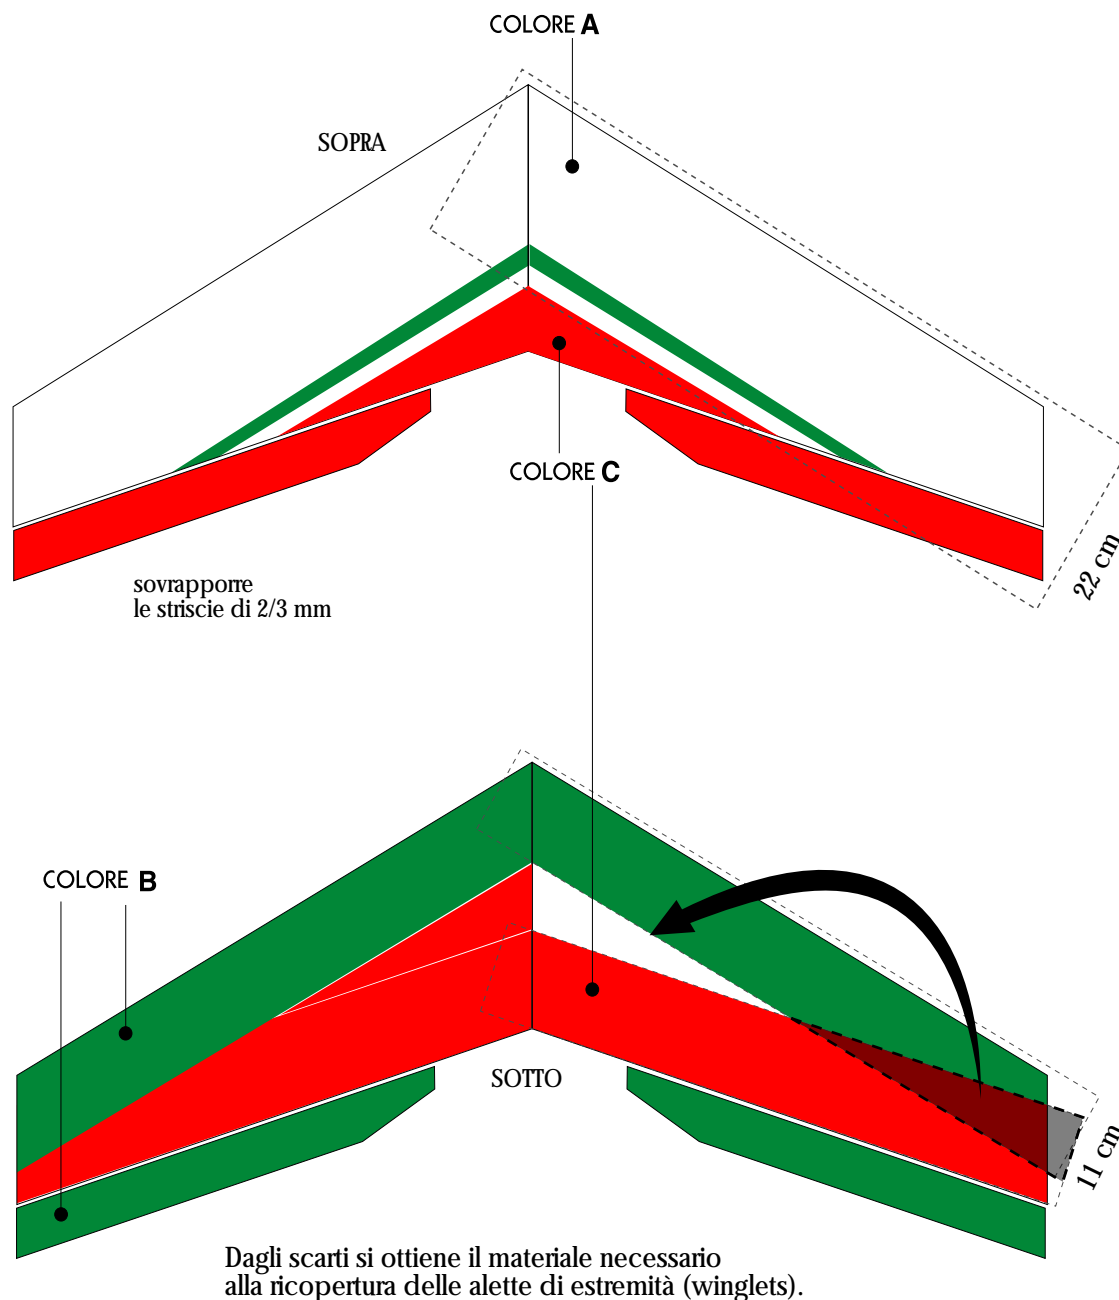 COLORE A
SOPRA
COLORE C
22 cm
sovrapporre
le striscie di 2/3 mm
COLORE B
SOTTO
11 cm
Dagli scarti si ottiene il materiale necessario
alla ricopertura delle alette di estremità (winglets).